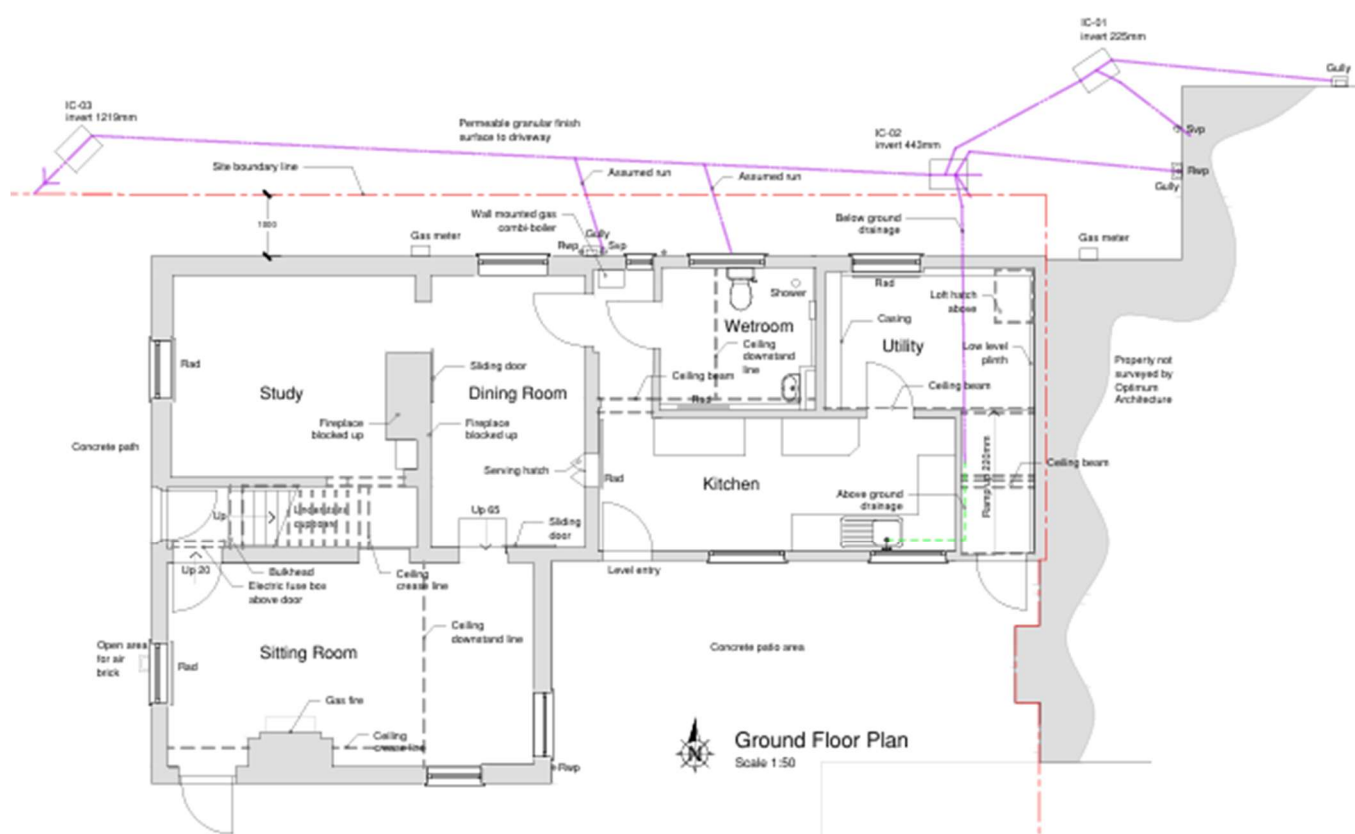 IC-01
invert 225mm
Gully
IC-03
invert 1219mm
Permeable granular finish
surface to driveway
IC-02
invert 443mm
Svp
Site boundary line
Assumed run
Assumed run
Rwp
Gully
1000
Wall mounted gas
combi-boiler
Below ground
drainage
Gas meter
Rwp
Gully
Svp
Gas meter
Rad
Shower
Loft hatch
above
Wetroom
Casing
Utility
Low level
plinth
Rad
Sliding door
Ceiling
downstand
line
Property not
surveyed by
Optimum
Architecture
Study
Dining Room
Ceiling beam
Ceiling beam
Rad
Fireplace
blocked up
Fireplace
blocked up
Concrete path
Serving hatch
Rad
Kitchen
Ceiling beam
Ramp up 220mm
Above ground
drainage
Up
Understairs
cupboard
Up 65
Sliding
door
Up 20
Bulkhead
Electric fuse box
above door
Ceiling
crease line
Level entry
Ceiling
downstand line
Open area
for air
brick
Rad
Sitting Room
Concrete patio area
Gas fire
Ceiling
crease line
N
Ground Floor Plan
Scale 1:50
Rwp